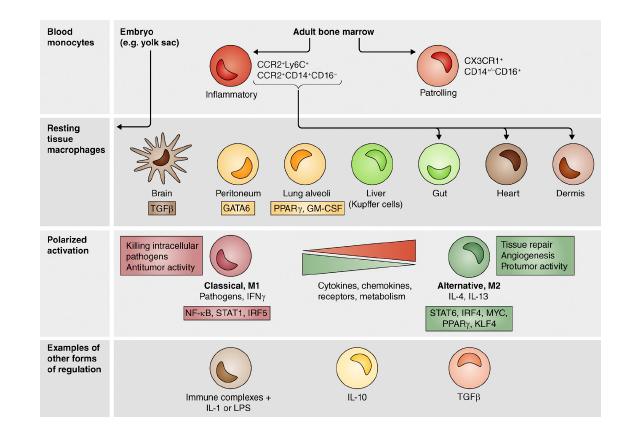 Blood
monocytes
Embryo
(e.g. yolk sac)
Adult bone marrow
CCR2⁺Ly6C⁺
CCR2⁺CD14⁺CD16⁻
Inflammatory
CX3CR1⁺
CD14⁺/⁻CD16⁺
Patrolling
Resting
tissue
macrophages
Brain
TGFβ
Peritoneum
GATA6
Lung alveoli
PPARγ, GM-CSF
Liver
(Kupffer cells)
Gut
Heart
Dermis
Polarized
activation
Killing intracellular
pathogens
Antitumor activity
Classical, M1
Pathogens, IFNγ
NF-κB, STAT1, IRF5
Cytokines, chemokines,
receptors, metabolism
Alternative, M2
IL-4, IL-13
STAT6, IRF4, MYC,
PPARγ, KLF4
Tissue repair
Angiogenesis
Protumor activity
Examples of
other forms
of regulation
Immune complexes +
IL-1 or LPS
IL-10
TGFβ